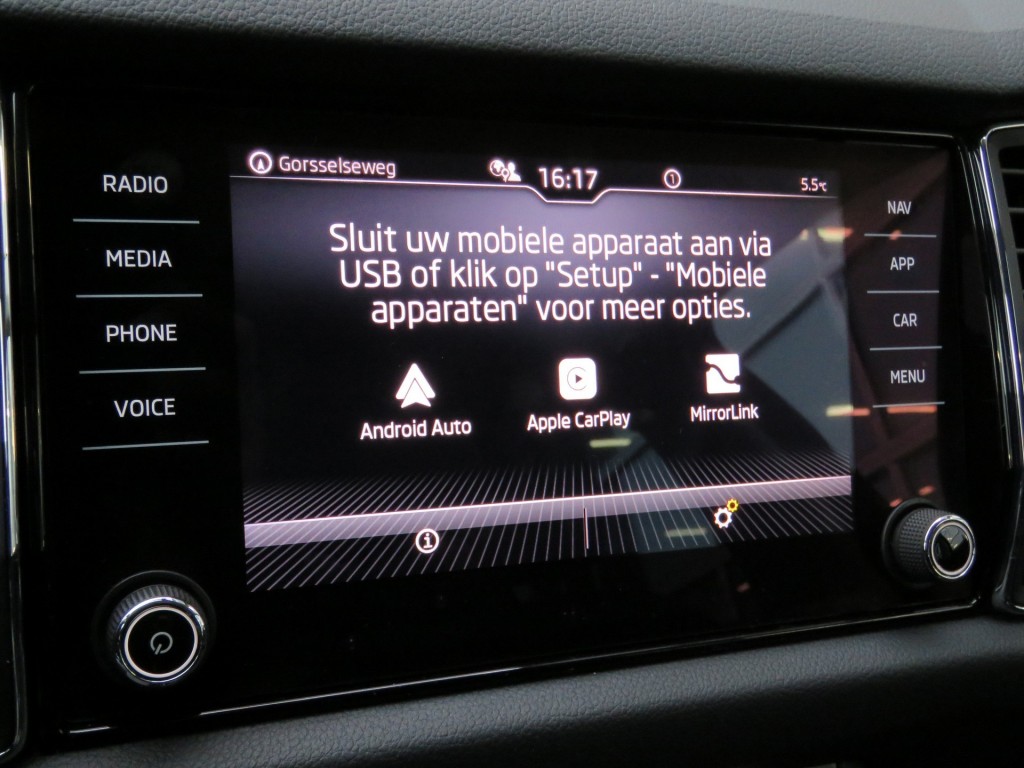 Gorsselseweg
16:17
1
5.5°C
RADIO
MEDIA
PHONE
VOICE
Sluit uw mobiele apparaat aan via
USB of klik op "Setup" - "Mobiele
apparaten" voor meer opties.
Android Auto
Apple CarPlay
MirrorLink
NAV
APP
CAR
MENU